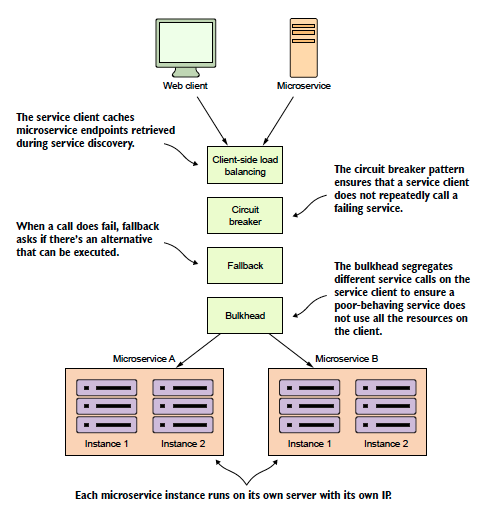 Web client
Microservice
The service client caches
microservice endpoints retrieved
during service discovery.
Client-side load
balancing
The circuit breaker pattern
ensures that a service client
does not repeatedly call a
failing service.
Circuit
breaker
When a call does fail, fallback
asks if there's an alternative
that can be executed.
Fallback
The bulkhead segregates
different service calls on the
service client to ensure a
poor-behaving service does
not use all the resources on
the client.
Bulkhead
Microservice A
Microservice B
Instance 1
Instance 2
Instance 1
Instance 2
Each microservice instance runs on its own server with its own IP.